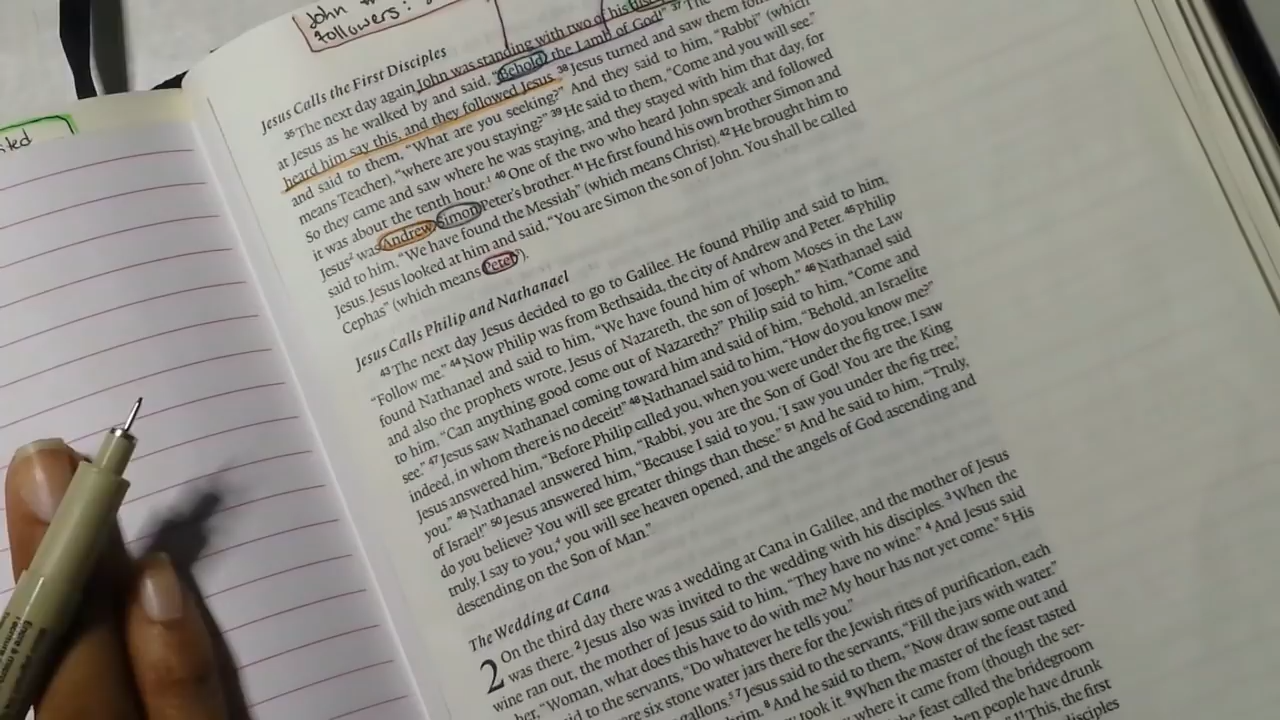 John
followers:
sted
Jesus Calls the First Disciples
35 The next day again John was standing with two of his
at Jesus as he walked by and said, “Behold, the Lamb of God!” 37 The
heard him say this, and they followed Jesus. 38 Jesus turned and saw them
and said to them, “What are you seeking?” And they said to him, “Rabbi” (which
means Teacher), “where are you staying?” 39 He said to them, “Come and you will see.”
So they came and saw where he was staying, and they stayed with him that day, for
it was about the tenth hour.1 40 One of the two who heard John speak and followed
Jesus2 was Andrew, Simon Peter’s brother. 41 He first found his own brother Simon and
said to him, “We have found the Messiah” (which means Christ). 42 He brought him to
Jesus. Jesus looked at him and said, “You are Simon the son of John. You shall be called
Cephas” (which means Peter).
Jesus Calls Philip and Nathanael
43 The next day Jesus decided to go to Galilee. He found Philip and said to him,
“Follow me.” 44 Now Philip was from Bethsaida, the city of Andrew and Peter. 45 Philip
found Nathanael and said to him, “We have found him of whom Moses in the Law
and also the prophets wrote, Jesus of Nazareth, the son of Joseph.” 46 Nathanael said
to him, “Can anything good come out of Nazareth?” Philip said to him, “Come and
see.” 47 Jesus saw Nathanael coming toward him and said of him, “Behold, an Israelite
indeed, in whom there is no deceit!” 48 Nathanael said to him, “How do you know me?”
Jesus answered him, “Before Philip called you, when you were under the fig tree, I saw
you.” 49 Nathanael answered him, “Rabbi, you are the Son of God! You are the King
of Israel!” 50 Jesus answered him, “Because I said to you, ‘I saw you under the fig tree,’
do you believe? You will see greater things than these.” 51 And he said to him, “Truly,
truly, I say to you,4 you will see heaven opened, and the angels of God ascending and
descending on the Son of Man.”
The Wedding at Cana
2 On the third day there was a wedding at Cana in Galilee, and the mother of Jesus
was there. 2 Jesus also was invited to the wedding with his disciples. 3 When the
wine ran out, the mother of Jesus said to him, “They have no wine.” 4 And Jesus said
her, “Woman, what does this have to do with me? My hour has not yet come.” 5 His
said to the servants, “Do whatever he tells you.”
re six stone water jars there for the Jewish rites of purification, each
gallons.5 7 Jesus said to the servants, “Fill the jars with water.”
brim. 8 And he said to them, “Now draw some out and
took it. 9 When the master of the feast tasted
where it came from (though the ser-
the feast called the bridegroom
hen people have drunk
11 This, the first
disciples